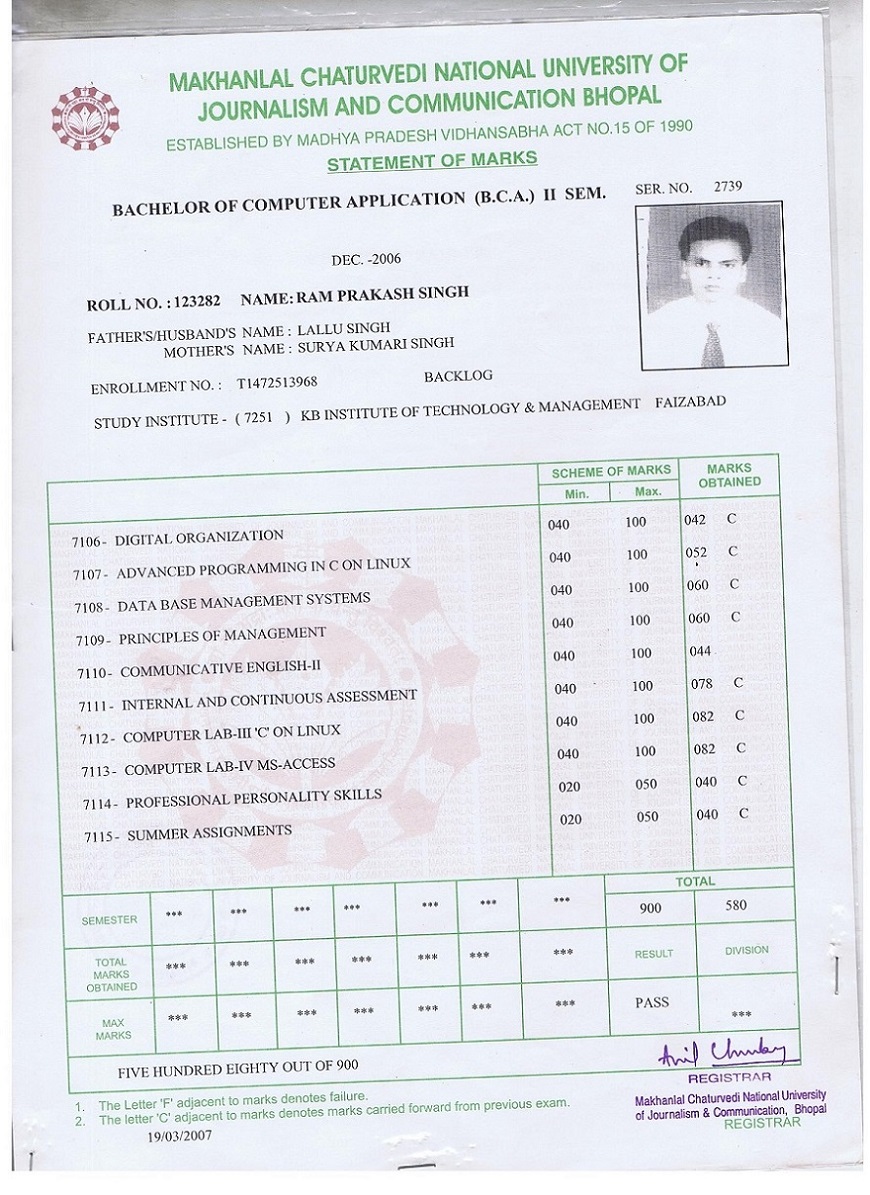 MAKHANLAL CHATURVEDI NATIONAL UNIVERSITY OF
JOURNALISM AND COMMUNICATION BHOPAL
ESTABLISHED BY MADHYA PRADESH VIDHANSABHA ACT NO.15 OF 1990
STATEMENT OF MARKS
BACHELOR OF COMPUTER APPLICATION (B.C.A.) II SEM. SER. NO. 2739
DEC. -2006
ROLL NO. : 123282 NAME: RAM PRAKASH SINGH
FATHER'S/HUSBAND'S NAME : LALLU SINGH
MOTHER'S NAME : SURYA KUMARI SINGH
ENROLLMENT NO. : T1472513968 BACKLOG
STUDY INSTITUTE - ( 7251 ) KB INSTITUTE OF TECHNOLOGY & MANAGEMENT FAIZABAD
SCHEME OF MARKS MARKS OBTAINED
Min. Max.
7106- DIGITAL ORGANIZATION 040 100 042 C
7107- ADVANCED PROGRAMMING IN C ON LINUX 040 100 052 C
7108- DATA BASE MANAGEMENT SYSTEMS 040 100 060 C
7109- PRINCIPLES OF MANAGEMENT 040 100 060 C
7110- COMMUNICATIVE ENGLISH-II 040 100 044
7111- INTERNAL AND CONTINUOUS ASSESSMENT 040 100 078 C
7112- COMPUTER LAB-III 'C' ON LINUX 040 100 082 C
7113- COMPUTER LAB-IV MS-ACCESS 040 100 082 C
7114- PROFESSIONAL PERSONALITY SKILLS 020 050 040 C
7115- SUMMER ASSIGNMENTS 020 050 040 C
TOTAL
SEMESTER *** *** *** *** *** *** *** 900 580
TOTAL MARKS OBTAINED *** *** *** *** *** *** *** RESULT DIVISION
MAX MARKS *** *** *** *** *** *** *** PASS ***
FIVE HUNDRED EIGHTY OUT OF 900
1. The Letter 'F' adjacent to marks denotes failure.
2. The letter 'C' adjacent to marks denotes marks carried forward from previous exam.
19/03/2007
REGISTRAR
Makhanlal Chaturvedi National University
of Journalism & Communication, Bhopal
REGISTRAR